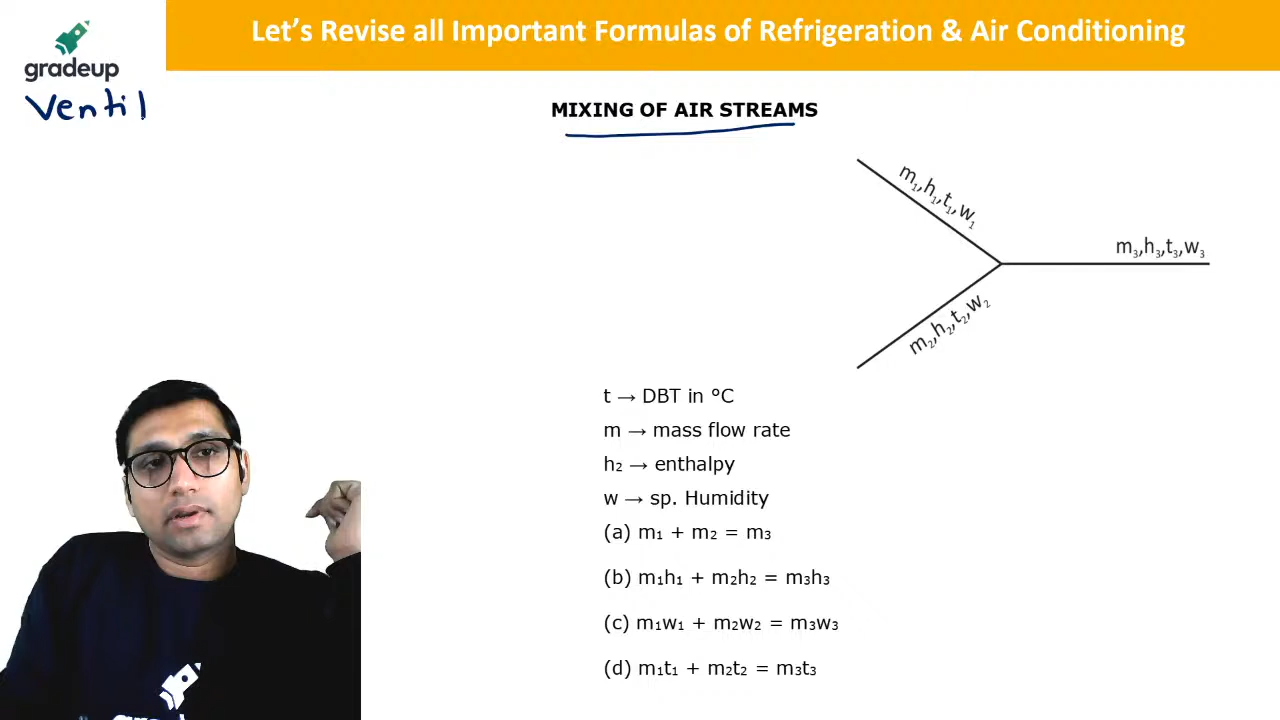 Let's Revise all Important Formulas of Refrigeration & Air Conditioning
gradeup
Ventil
MIXING OF AIR STREAMS
m₁,h₁,t₁,w₁
m₃,h₃,t₃,w₃
m₂,h₂,t₂,w₂
t → DBT in °C
m → mass flow rate
h₂ → enthalpy
w → sp. Humidity
(a) m₁ + m₂ = m₃
(b) m₁h₁ + m₂h₂ = m₃h₃
(c) m₁w₁ + m₂w₂ = m₃w₃
(d) m₁t₁ + m₂t₂ = m₃t₃